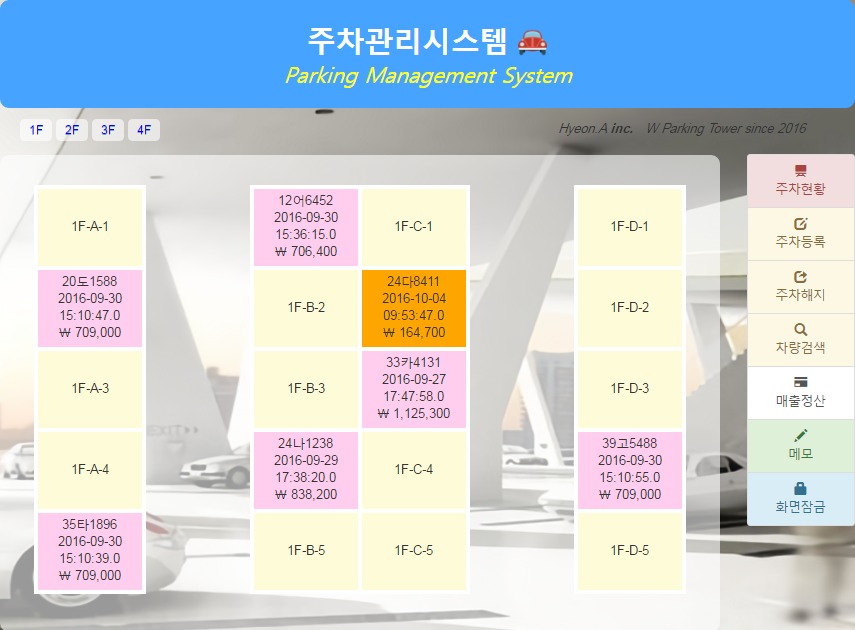 주차관리시스템
Parking Management System
1F 2F 3F 4F
Hyeon.A inc. W Parking Tower since 2016
1F-A-1
20도1588
2016-09-30
15:10:47.0
₩ 709,000
1F-A-3
1F-A-4
35타1896
2016-09-30
15:10:39.0
₩ 709,000
12어6452
2016-09-30
15:36:15.0
₩ 706,400
1F-B-2
1F-B-3
24나1238
2016-09-29
17:38:20.0
₩ 838,200
1F-B-5
1F-C-1
24다8411
2016-10-04
09:53:47.0
₩ 164,700
33카4131
2016-09-27
17:47:58.0
₩ 1,125,300
1F-C-4
1F-C-5
1F-D-1
1F-D-2
1F-D-3
39고5488
2016-09-30
15:10:55.0
₩ 709,000
1F-D-5
주차현황
주차등록
주차해지
차량검색
매출정산
메모
화면잠금
EXIT